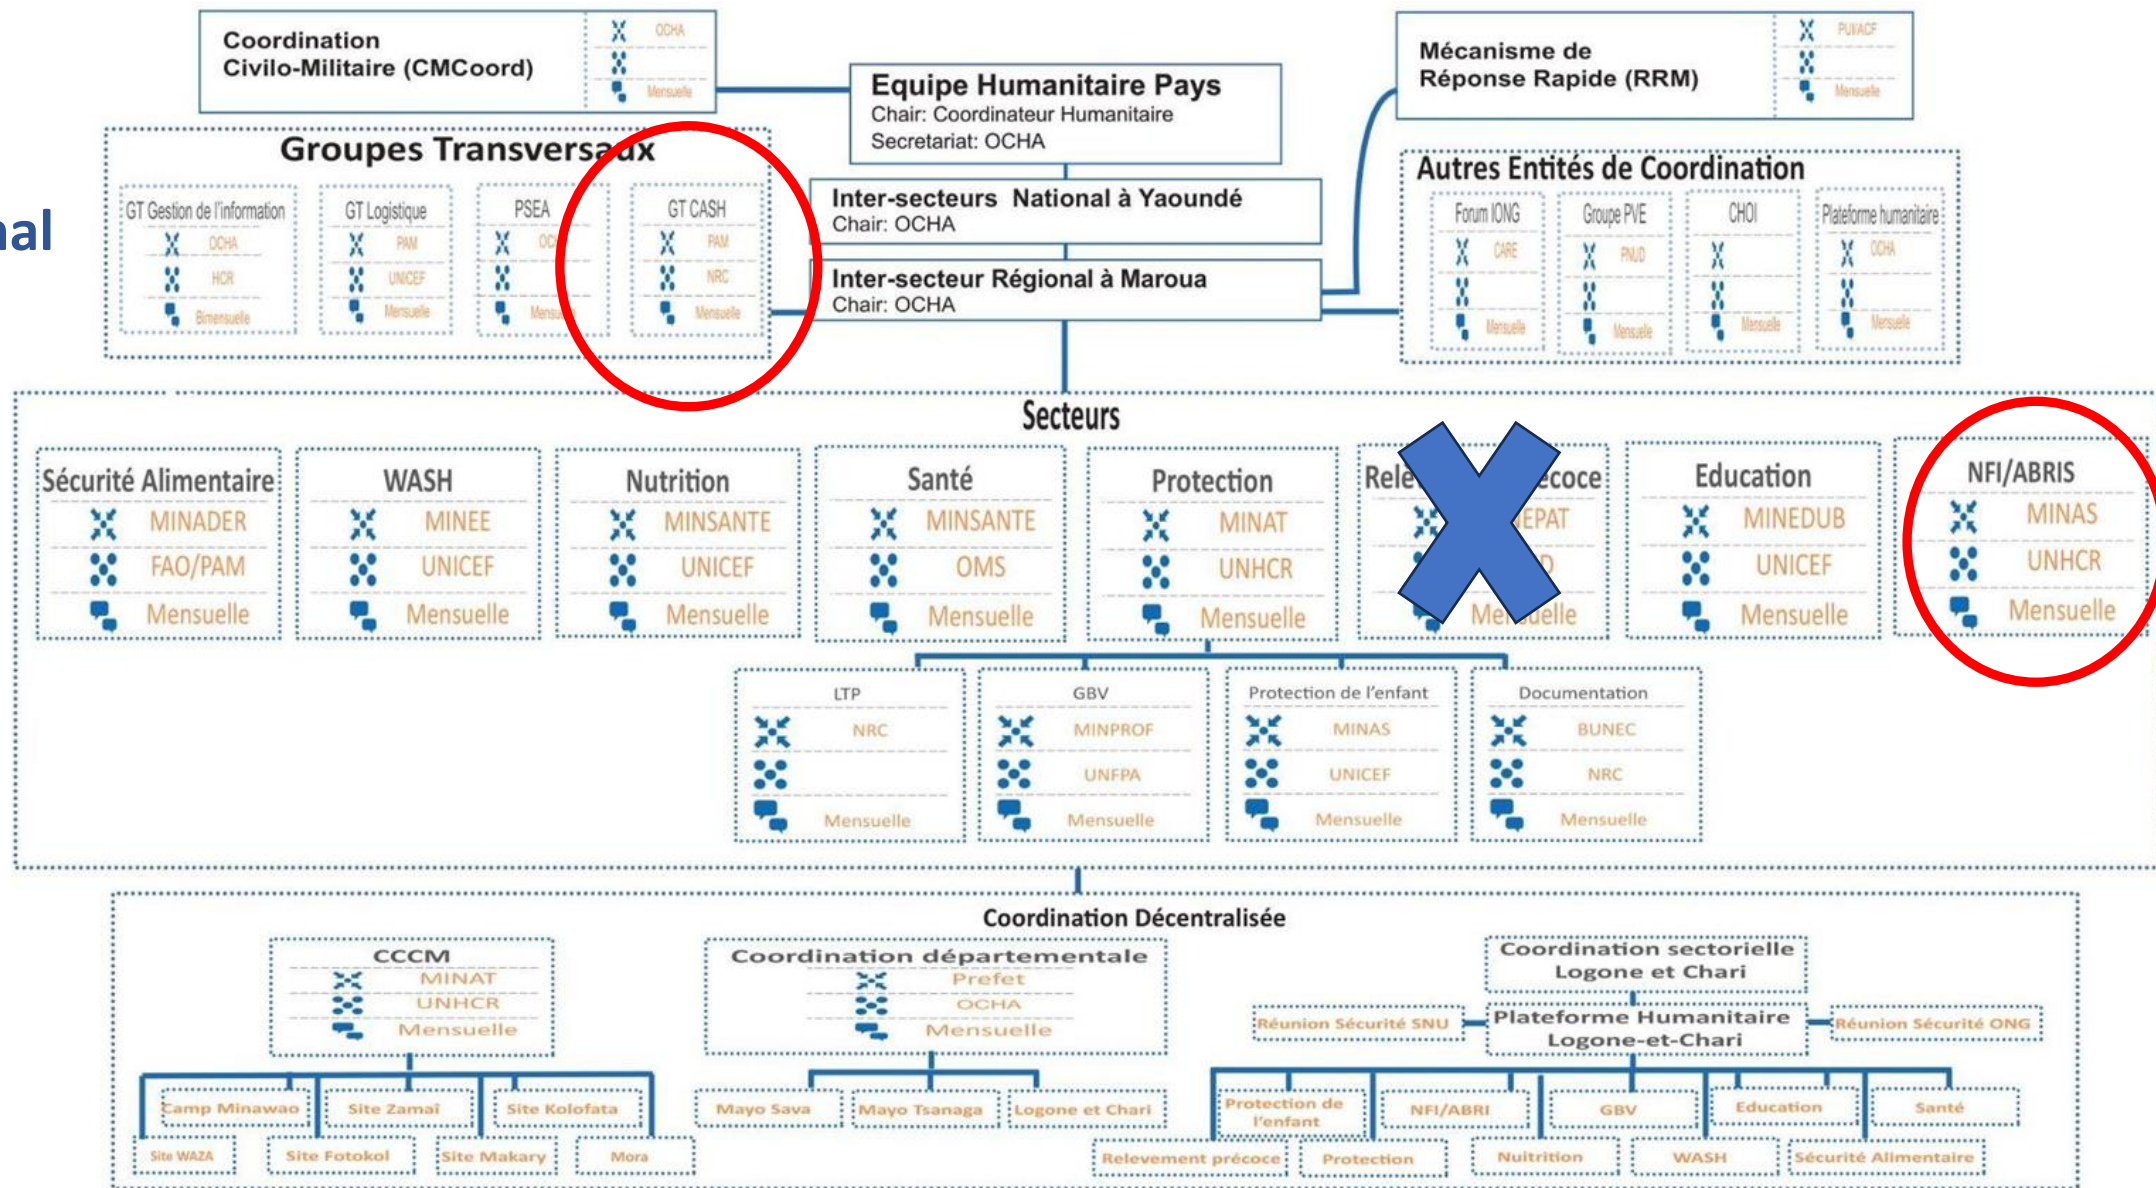 Coordination
Civilo-Militaire (CMCoord)
OCHA
Mensuelle
Equipe Humanitaire Pays
Chair: Coordinateur Humanitaire
Secretariat: OCHA
Mécanisme de
Réponse Rapide (RRM)
PUI/ACF
Mensuelle
Groupes Transversaux
GT Gestion de l'information
OCHA
HCR
Bimensuelle
GT Logistique
PAM
UNICEF
Mensuelle
PSEA
Mensuelle
GT CASH
PAM
NRC
Mensuelle
Inter-secteurs National à Yaoundé
Chair: OCHA
Inter-secteur Régional à Maroua
Chair: OCHA
Autres Entités de Coordination
Forum IONG
CARE
Mensuelle
Groupe PVE
PNUD
Mensuelle
CHOI
Mensuelle
Plateforme humanitaire
OCHA
Mensuelle
Secteurs
Sécurité Alimentaire
MINADER
FAO/PAM
Mensuelle
WASH
MINEE
UNICEF
Mensuelle
Nutrition
MINSANTE
UNICEF
Mensuelle
Santé
MINSANTE
OMS
Mensuelle
Protection
MINAT
UNHCR
Mensuelle
Mensuelle
Education
MINEDUB
UNICEF
Mensuelle
NFI/ABRIS
MINAS
UNHCR
Mensuelle
LTP
NRC
Mensuelle
GBV
MINPROF
UNFPA
Mensuelle
Protection de l'enfant
MINAS
UNICEF
Mensuelle
Documentation
BUNEC
NRC
Mensuelle
Coordination Décentralisée
CCCM
MINAT
UNHCR
Mensuelle
Camp Minawao
Site Zamaï
Site Kolofata
Site WAZA
Site Fotokol
Site Makary
Mora
Coordination départementale
Prefet
OCHA
Mensuelle
Mayo Sava
Mayo Tsanaga
Logone et Chari
Coordination sectorielle
Logone et Chari
Réunion Sécurité SNU
Plateforme Humanitaire
Logone-et-Chari
Réunion Sécurité ONG
Protection de
l'enfant
NFI/ABRI
GBV
Education
Santé
Relevement précoce
Protection
Nuitrition
WASH
Sécurité Alimentaire